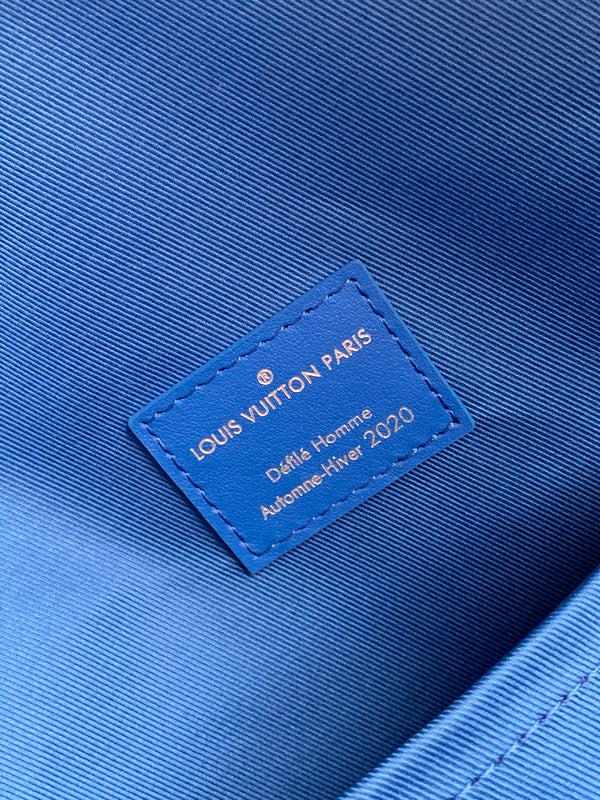 ®
LOUIS VUITTON PARIS
Défilé Homme
Automne-Hiver 2020